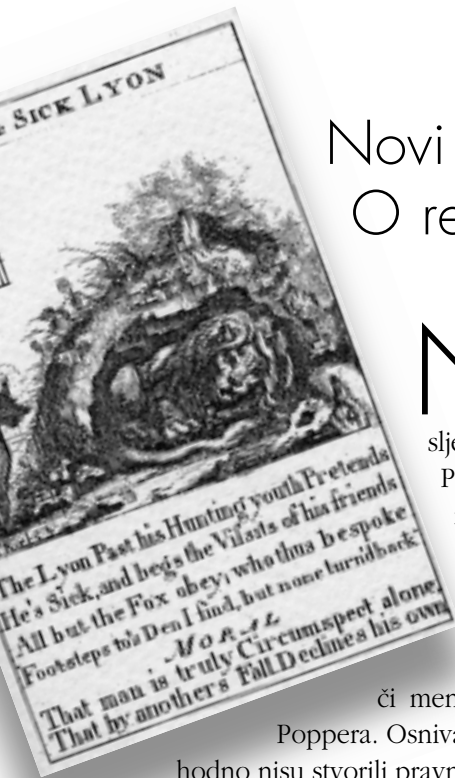 SICK LYON
The Lyon Past his Hunting youth Pretends
He's Sick, and begs the Visits of his friends
All but the Fox obey; who thus bespoke
Footsteps to's Den I find, but none turn'd back
MORAL
That man is truly Circumspect alone
That by another's Fall Declines his own
Novi
O re
N
slje
P
či men
Poppera. Osniva
hodno nisu stvorili pravn